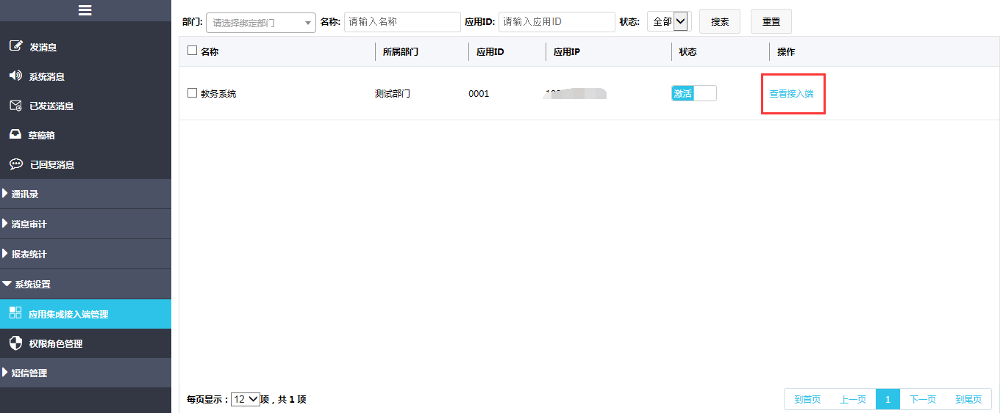 部门: 请选择绑定部门 名称: 请输入名称 应用ID: 请输入应用ID 状态: 全部 搜索 重置
名称 所属部门 应用ID 应用IP 状态 操作
教务系统 测试部门 0001 激活 查看接入端
发消息
系统消息
已发送消息
草稿箱
已回复消息
通讯录
消息审计
报表统计
系统设置
应用集成接入端管理
权限角色管理
短信管理
每页显示：12项，共 1 项 到首页 上一页 1 下一页 到尾页